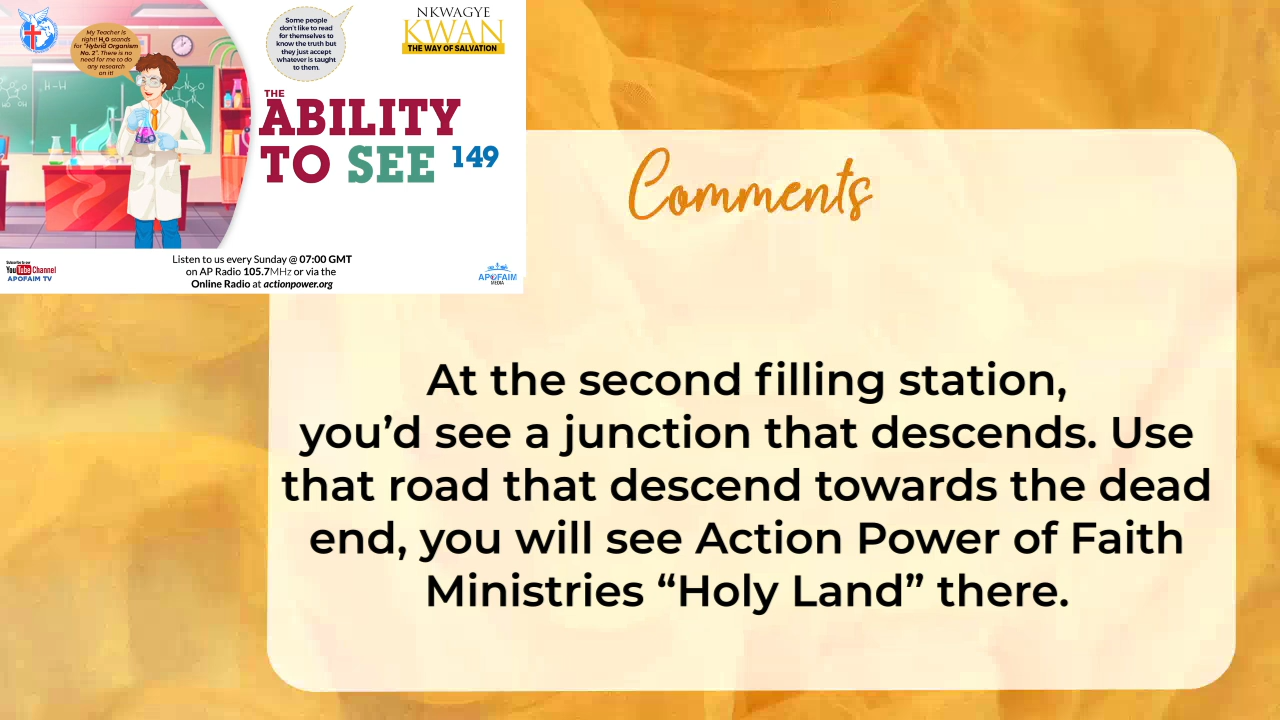 My Teacher is
right! H₂O stands
for "Hybrid Organism
No. 2". There is no
need for me to do
any research
on it!
Some people
don't like to read
for themselves to
know the truth but
they just accept
whatever is taught
to them.
NKWAGYE
KWAN
THE WAY OF SALVATION
THE
ABILITY
TO SEE 149
H-W
Subscribe to our
YouTube Channel
APOFAIM TV
Listen to us every Sunday @ 07:00 GMT
on AP Radio 105.7MHz or via the
Online Radio at actionpower.org
APOFAIM
MEDIA
Comments
At the second filling station,
you’d see a junction that descends. Use
that road that descend towards the dead
end, you will see Action Power of Faith
Ministries “Holy Land” there.